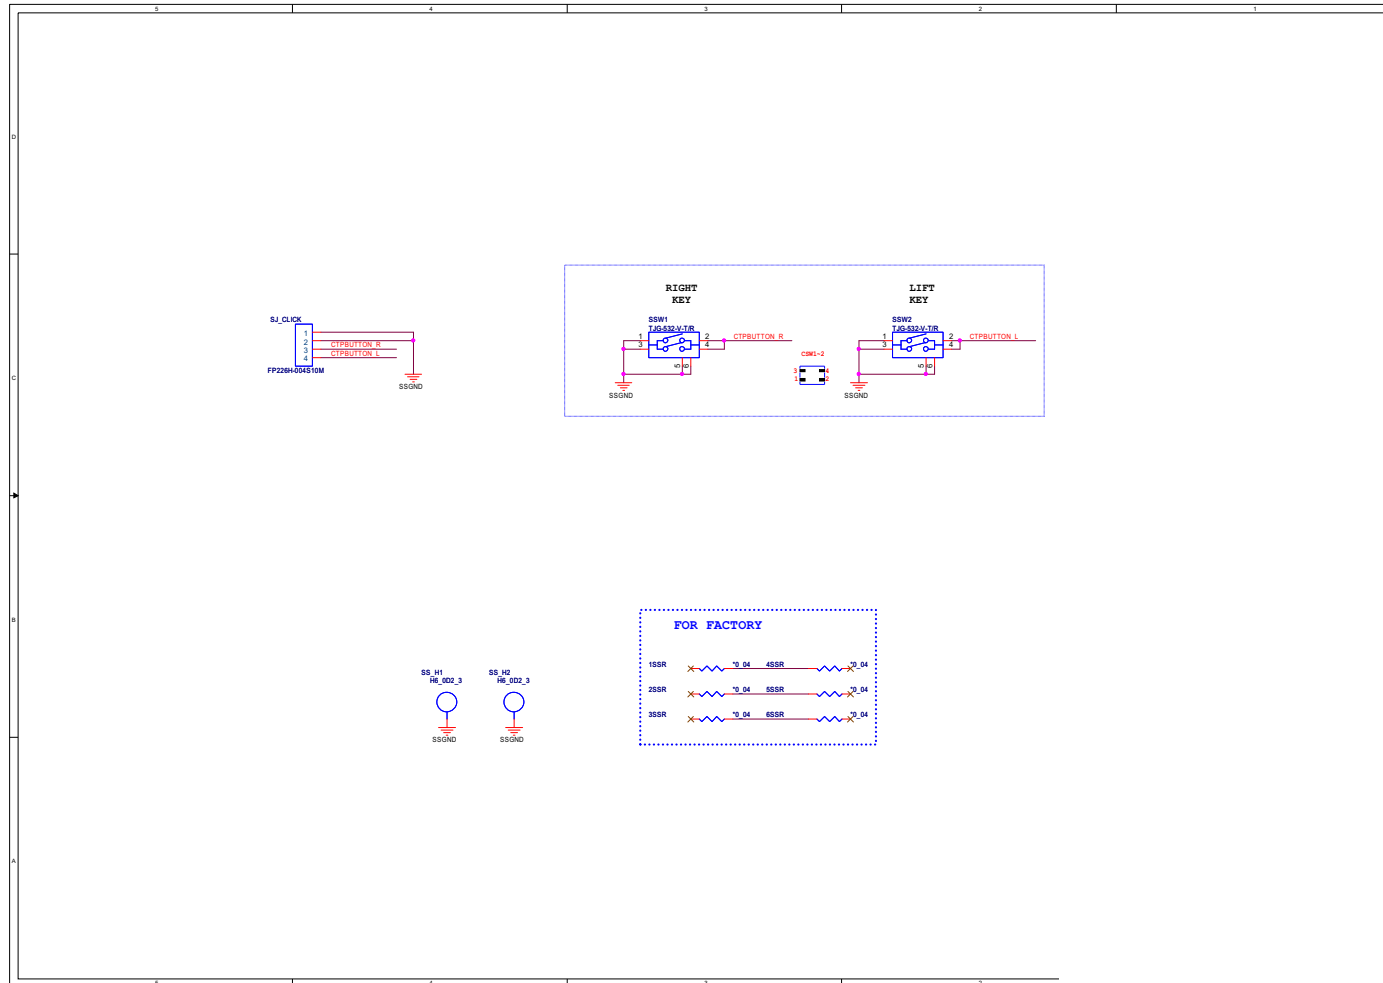 5 4 3 2 1
D
RIGHT
KEY
LIFT
KEY
SJ_CLICK
1
2
3
4
CTPBUTTON_R
CTPBUTTON_L
FP226H-004S10M
SSGND
SSW1
TJG-532-V-T/R
1
3
2
4
5
6
CTPBUTTON_R
SSGND
CSW1~2
3 4
1 2
SSW2
TJG-532-V-T/R
1
3
2
4
5
6
CTPBUTTON_L
SSGND
C
B
FOR FACTORY
1SSR *0_04 4SSR *0_04
2SSR *0_04 5SSR *0_04
3SSR *0_04 6SSR *0_04
SS_H1
H6_0D2_3
SSGND
SS_H2
H6_0D2_3
SSGND
A